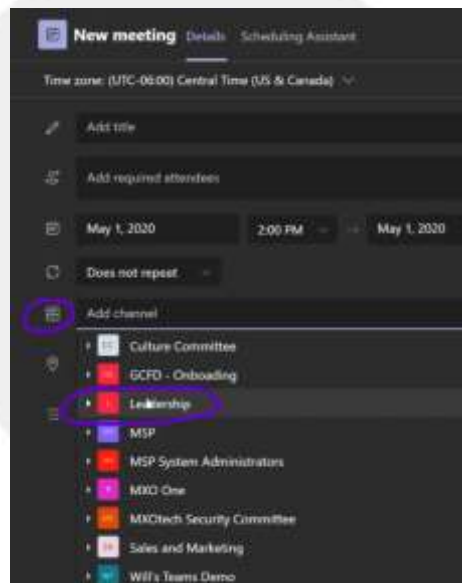 New meeting Details Scheduling Assistant
Time zone: (UTC-06:00) Central Time (US & Canada)
Add title
Add required attendees
May 1, 2020 2:00 PM May 1, 2020
Does not repeat
Add channel
Culture Committee
GCFD - Onboading
Leadership
MSP
MSP System Administrators
MXO One
MXOtech Security Committee
Sales and Marketing
Will's Teams Demo